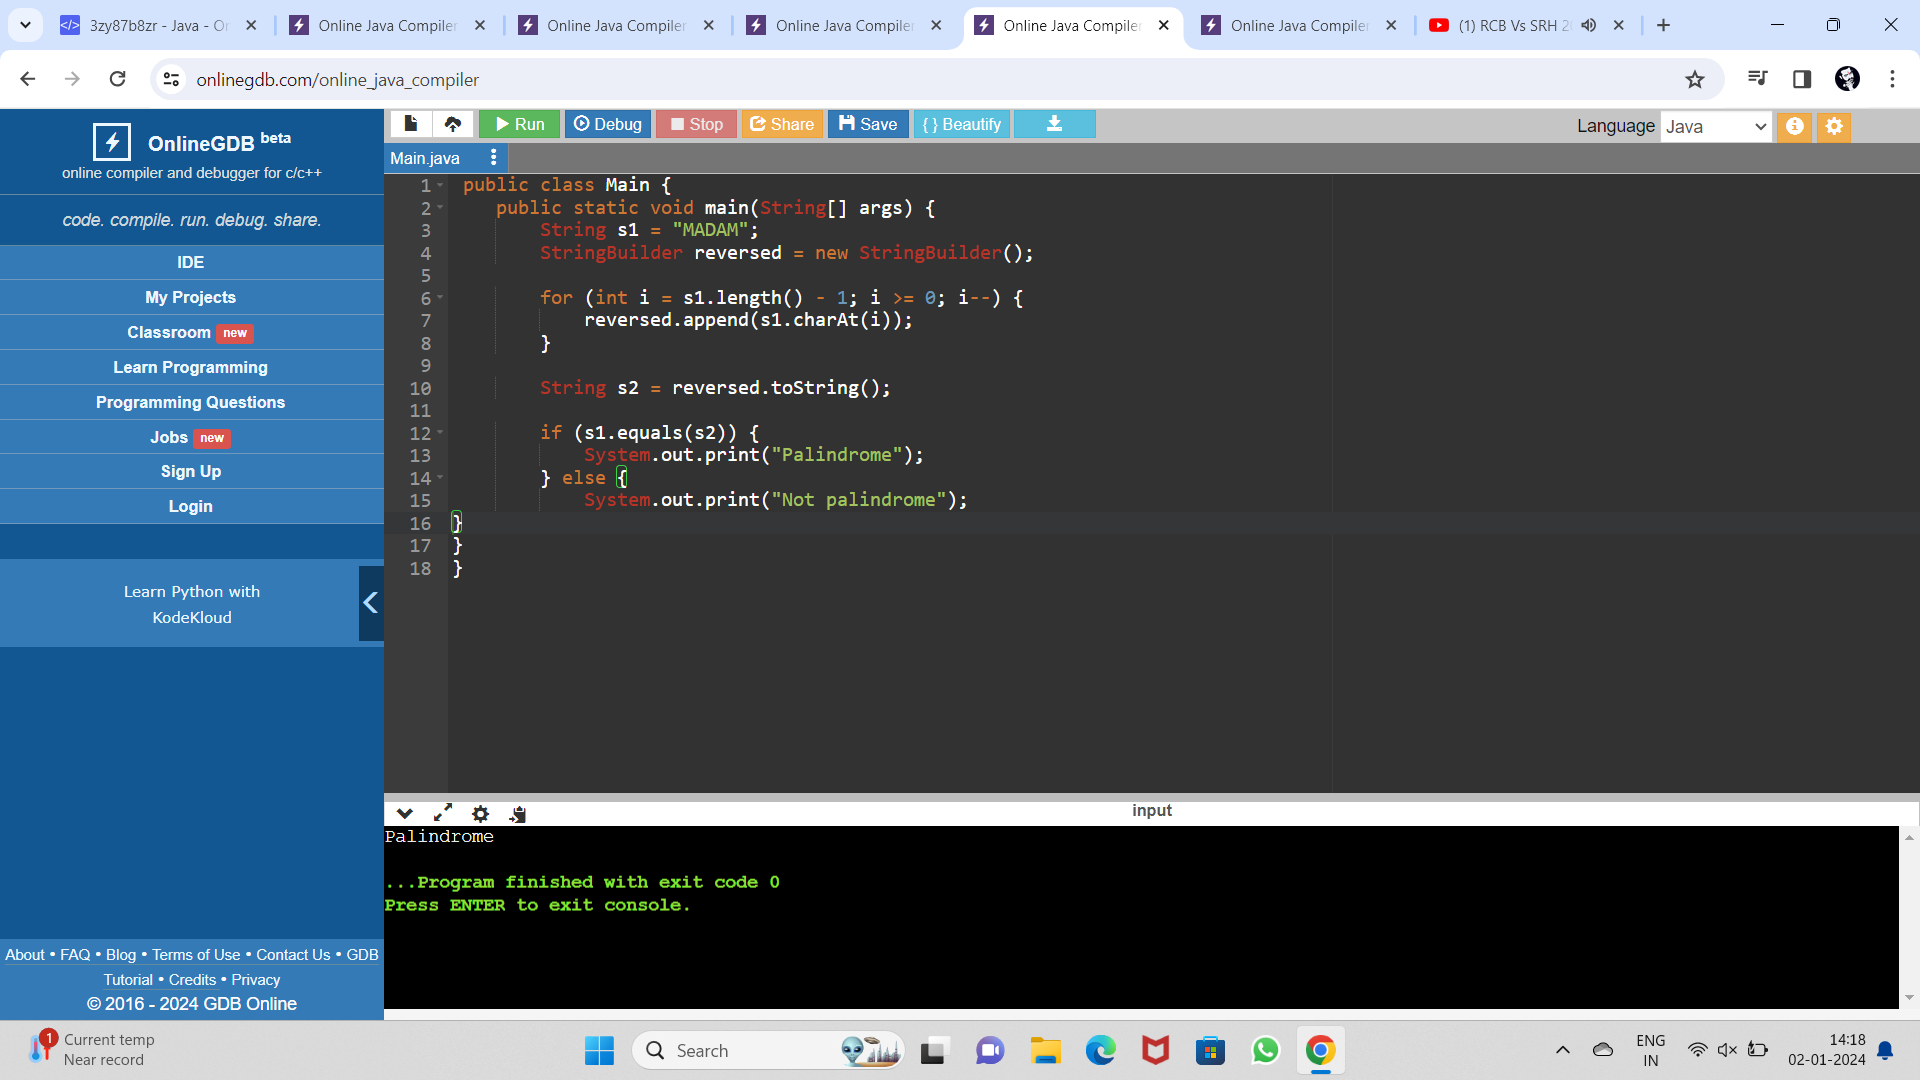 3zy87b8zr - Java - Or
Online Java Compiler
Online Java Compiler
Online Java Compiler
Online Java Compiler
Online Java Compiler
(1) RCB Vs SRH 20
onlinegdb.com/online_java_compiler
OnlineGDB beta
online compiler and debugger for c/c++
code. compile. run. debug. share.
IDE
My Projects
Classroom new
Learn Programming
Programming Questions
Jobs new
Sign Up
Login
Learn Python with
KodeKloud
About • FAQ • Blog • Terms of Use • Contact Us • GDB
Tutorial • Credits • Privacy
© 2016 - 2024 GDB Online
Run Debug Stop Share Save { } Beautify
Language Java
Main.java
1 public class Main {
2 public static void main(String[] args) {
3 String s1 = "MADAM";
4 StringBuilder reversed = new StringBuilder();
5
6 for (int i = s1.length() - 1; i >= 0; i--) {
7 reversed.append(s1.charAt(i));
8 }
9
10 String s2 = reversed.toString();
11
12 if (s1.equals(s2)) {
13 System.out.print("Palindrome");
14 } else {
15 System.out.print("Not palindrome");
16 }
17 }
18 }
input
Palindrome
...Program finished with exit code 0
Press ENTER to exit console.
1
Current temp
Near record
Search
ENG
IN
14:18
02-01-2024